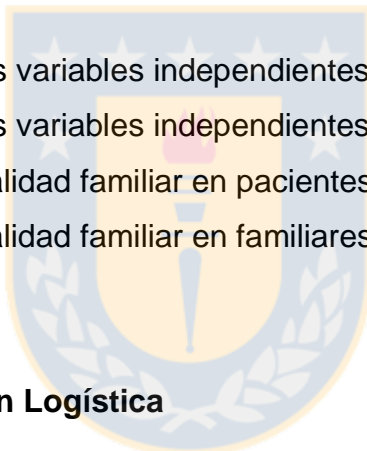 s variables independientes
s variables independientes
alidad familiar en pacientes
alidad familiar en familiares
n Logística